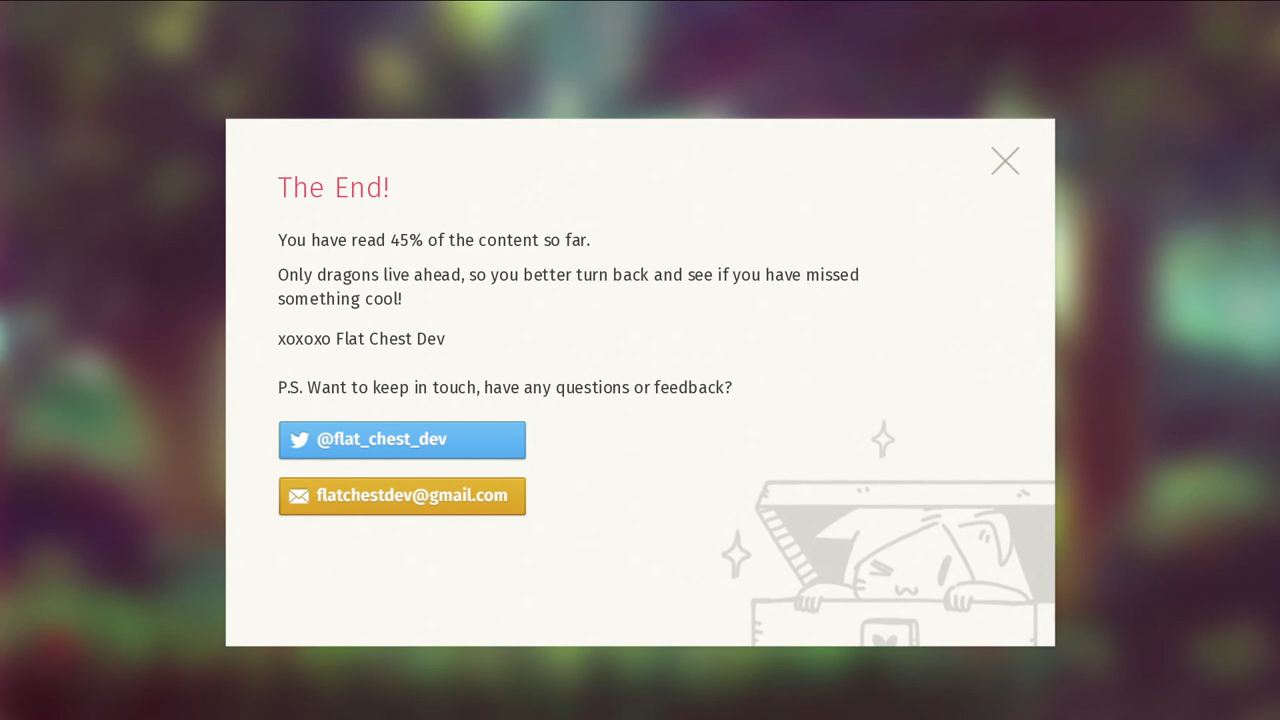 The End!
You have read 45% of the content so far.
Only dragons live ahead, so you better turn back and see if you have missed
something cool!
xoxoxo Flat Chest Dev
P.S. Want to keep in touch, have any questions or feedback?
@flat_chest_dev
flatchestdev@gmail.com